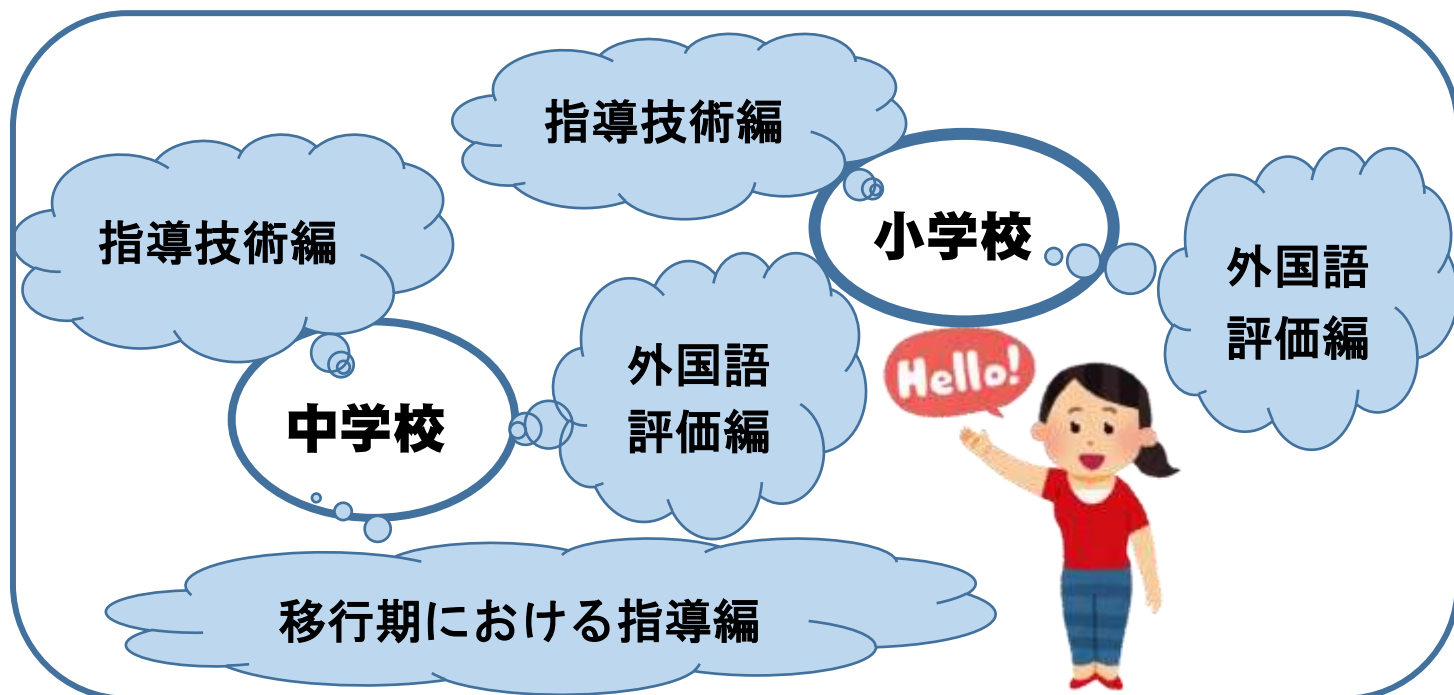 指導技術編
指導技術編
小学校
外国語
評価編
外国語
評価編
Hello!
中学校
移行期における指導編